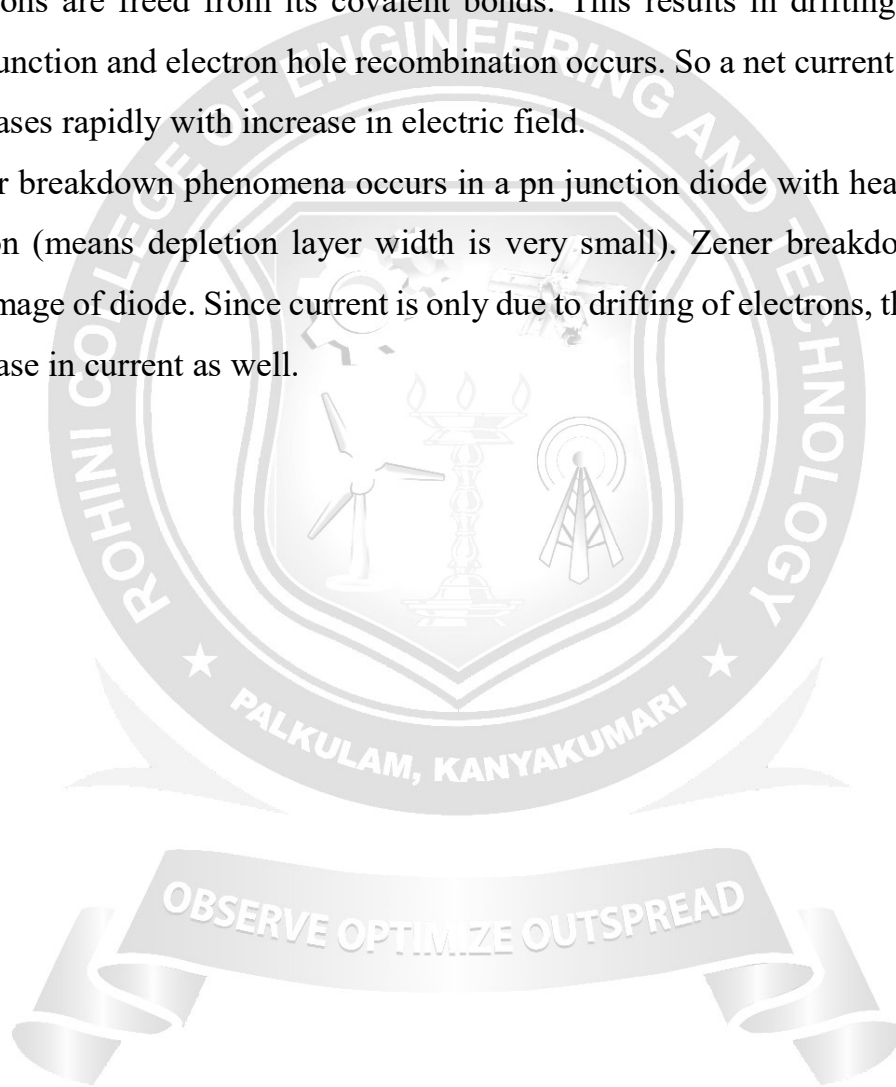 ons are freed from its covalent bonds. This results in drifting
unction and electron hole recombination occurs. So a net current
ases rapidly with increase in electric field.
r breakdown phenomena occurs in a pn junction diode with hea
on (means depletion layer width is very small). Zener breakdo
mage of diode. Since current is only due to drifting of electrons, th
ase in current as well.
ROHINI COLLEGE OF ENGINEERING AND TECHNOLOGY
PALKULAM, KANYAKUMARI
OBSERVE OPTIMIZE OUTSPREAD